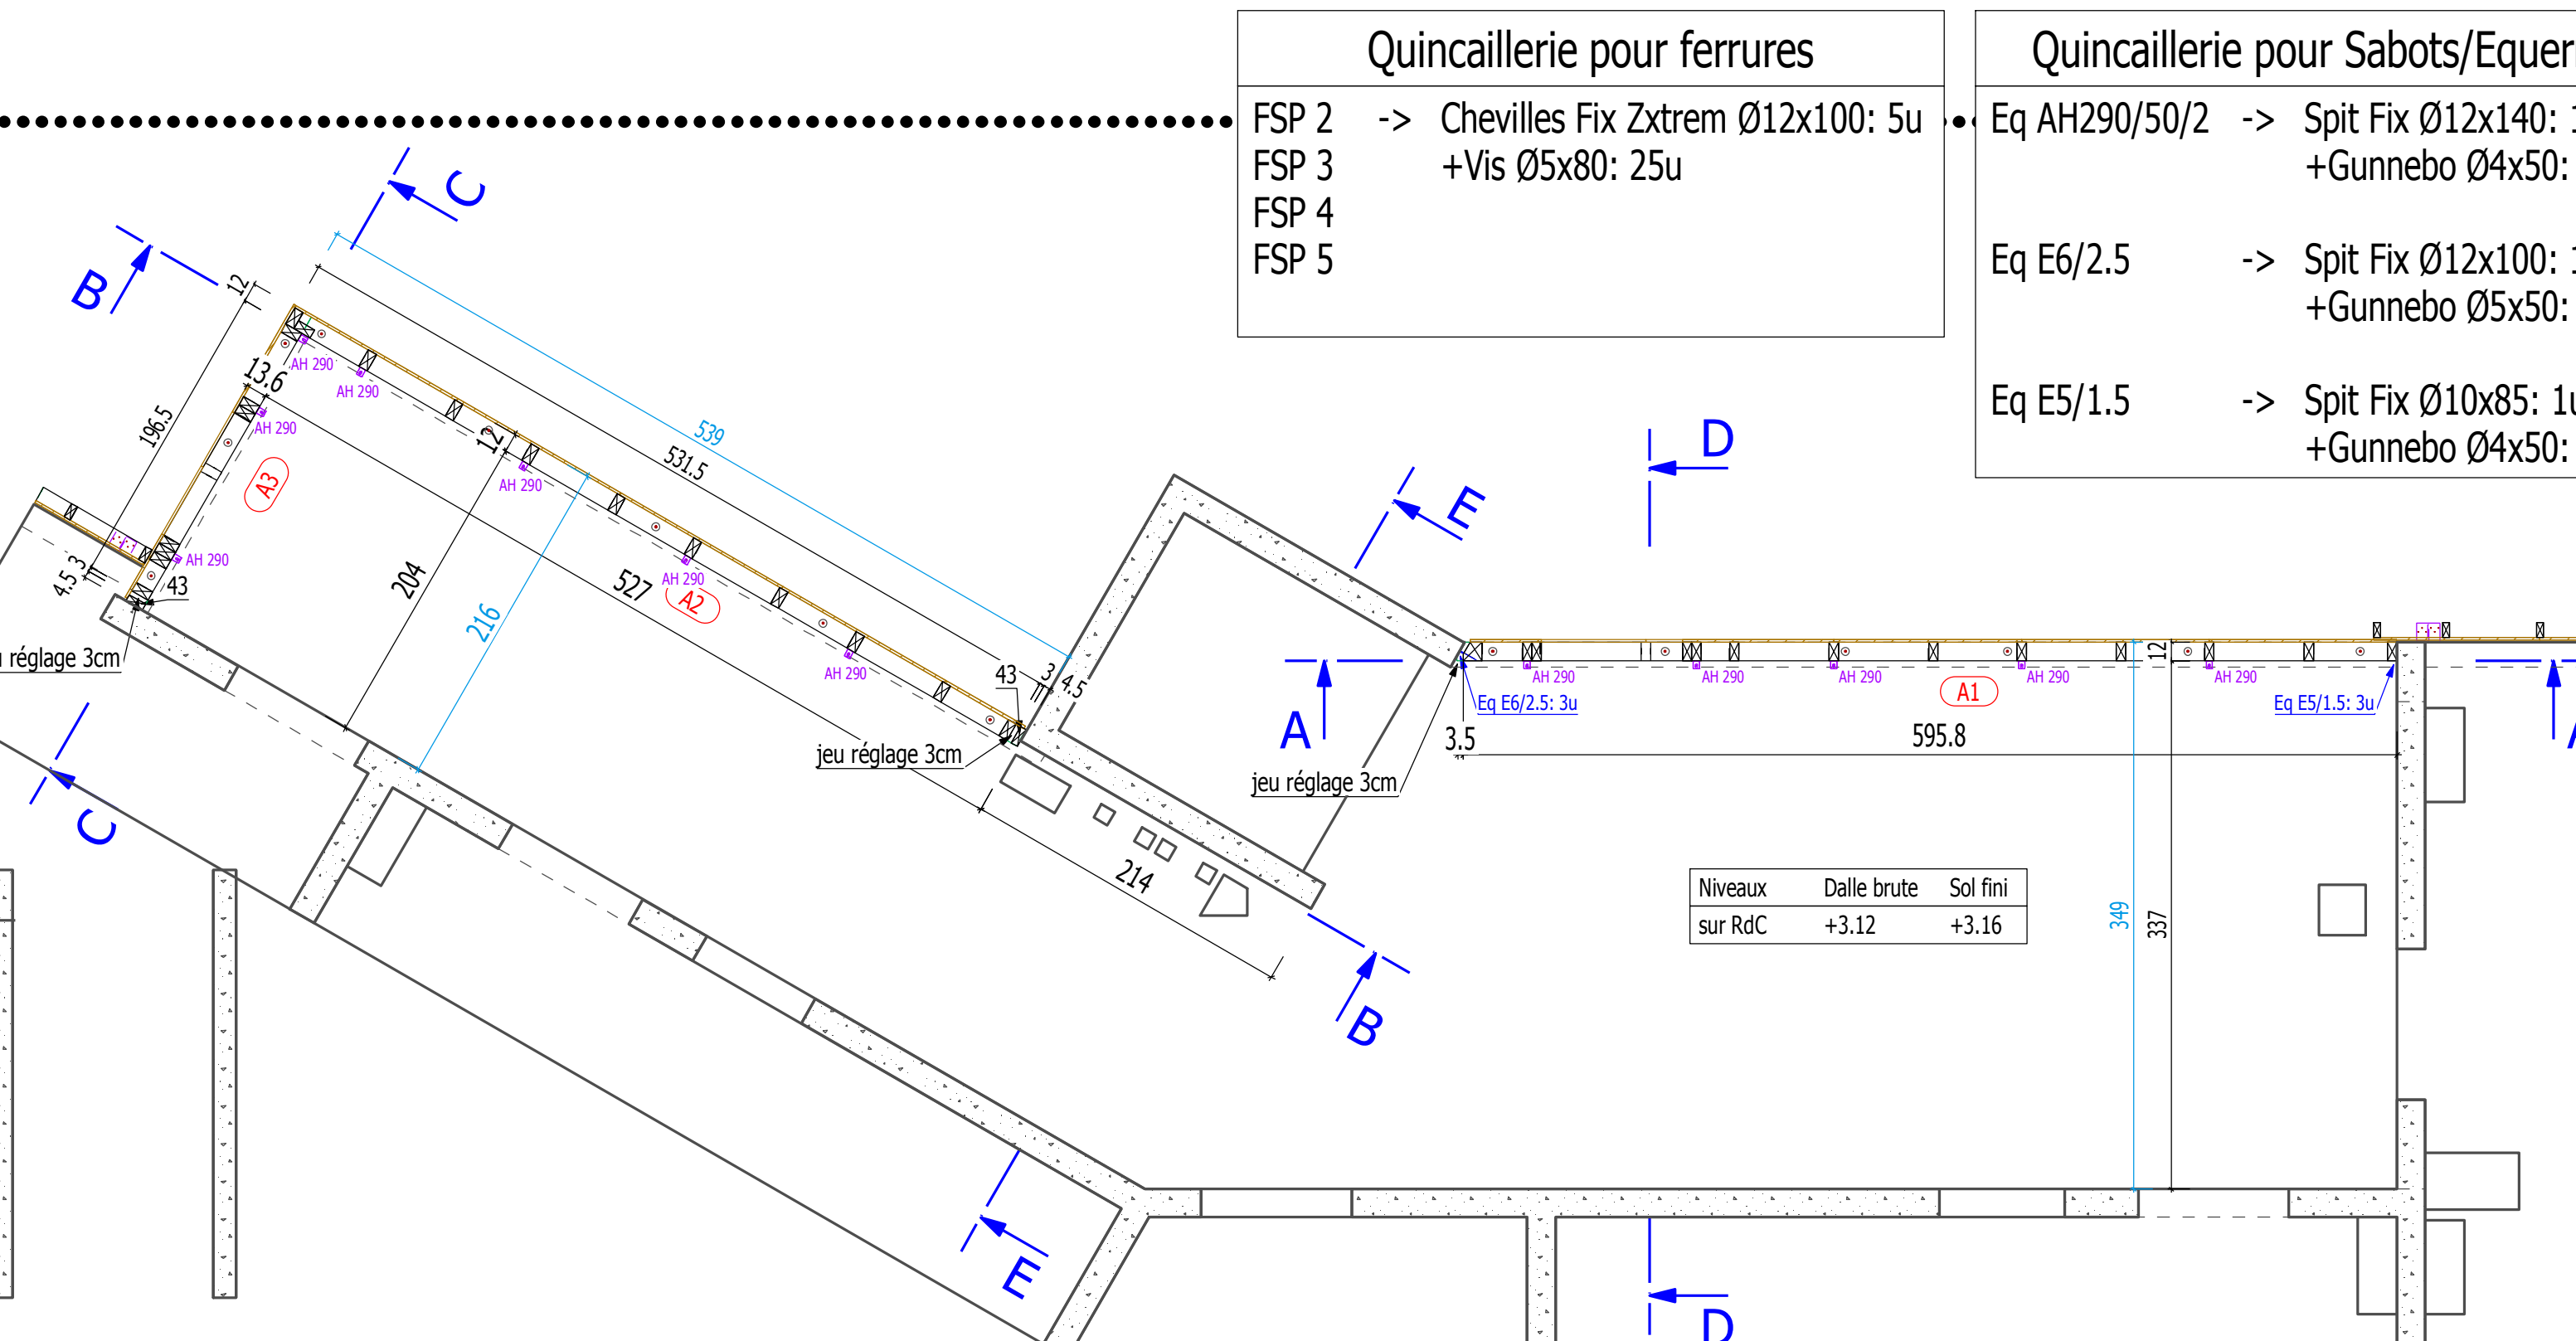 Quincaillerie pour ferrures
FSP 2 -> Chevilles Fix Zxtrem Ø12x100: 5u
FSP 3 +Vis Ø5x80: 25u
FSP 4
FSP 5
Quincaillerie pour Sabots/Equer
Eq AH290/50/2 -> Spit Fix Ø12x140: 1
+Gunnebo Ø4x50:
Eq E6/2.5 -> Spit Fix Ø12x100: 1
+Gunnebo Ø5x50:
Eq E5/1.5 -> Spit Fix Ø10x85: 1u
+Gunnebo Ø4x50:
C
B
12
AH 290
AH 290
13.6
AH 290
196.5
A3
12
AH 290
539
531.5
D
E
4.5 3
AH 290
43
204
216
527
AH 290
A2
réglage 3cm
AH 290
43
3
4.5
jeu réglage 3cm
A
Eq E6/2.5: 3u
AH 290
AH 290
AH 290
A1
AH 290
12
AH 290
Eq E5/1.5: 3u
3.5
595.8
jeu réglage 3cm
C
214
Niveaux Dalle brute Sol fini
sur RdC +3.12 +3.16
349
337
B
E
D